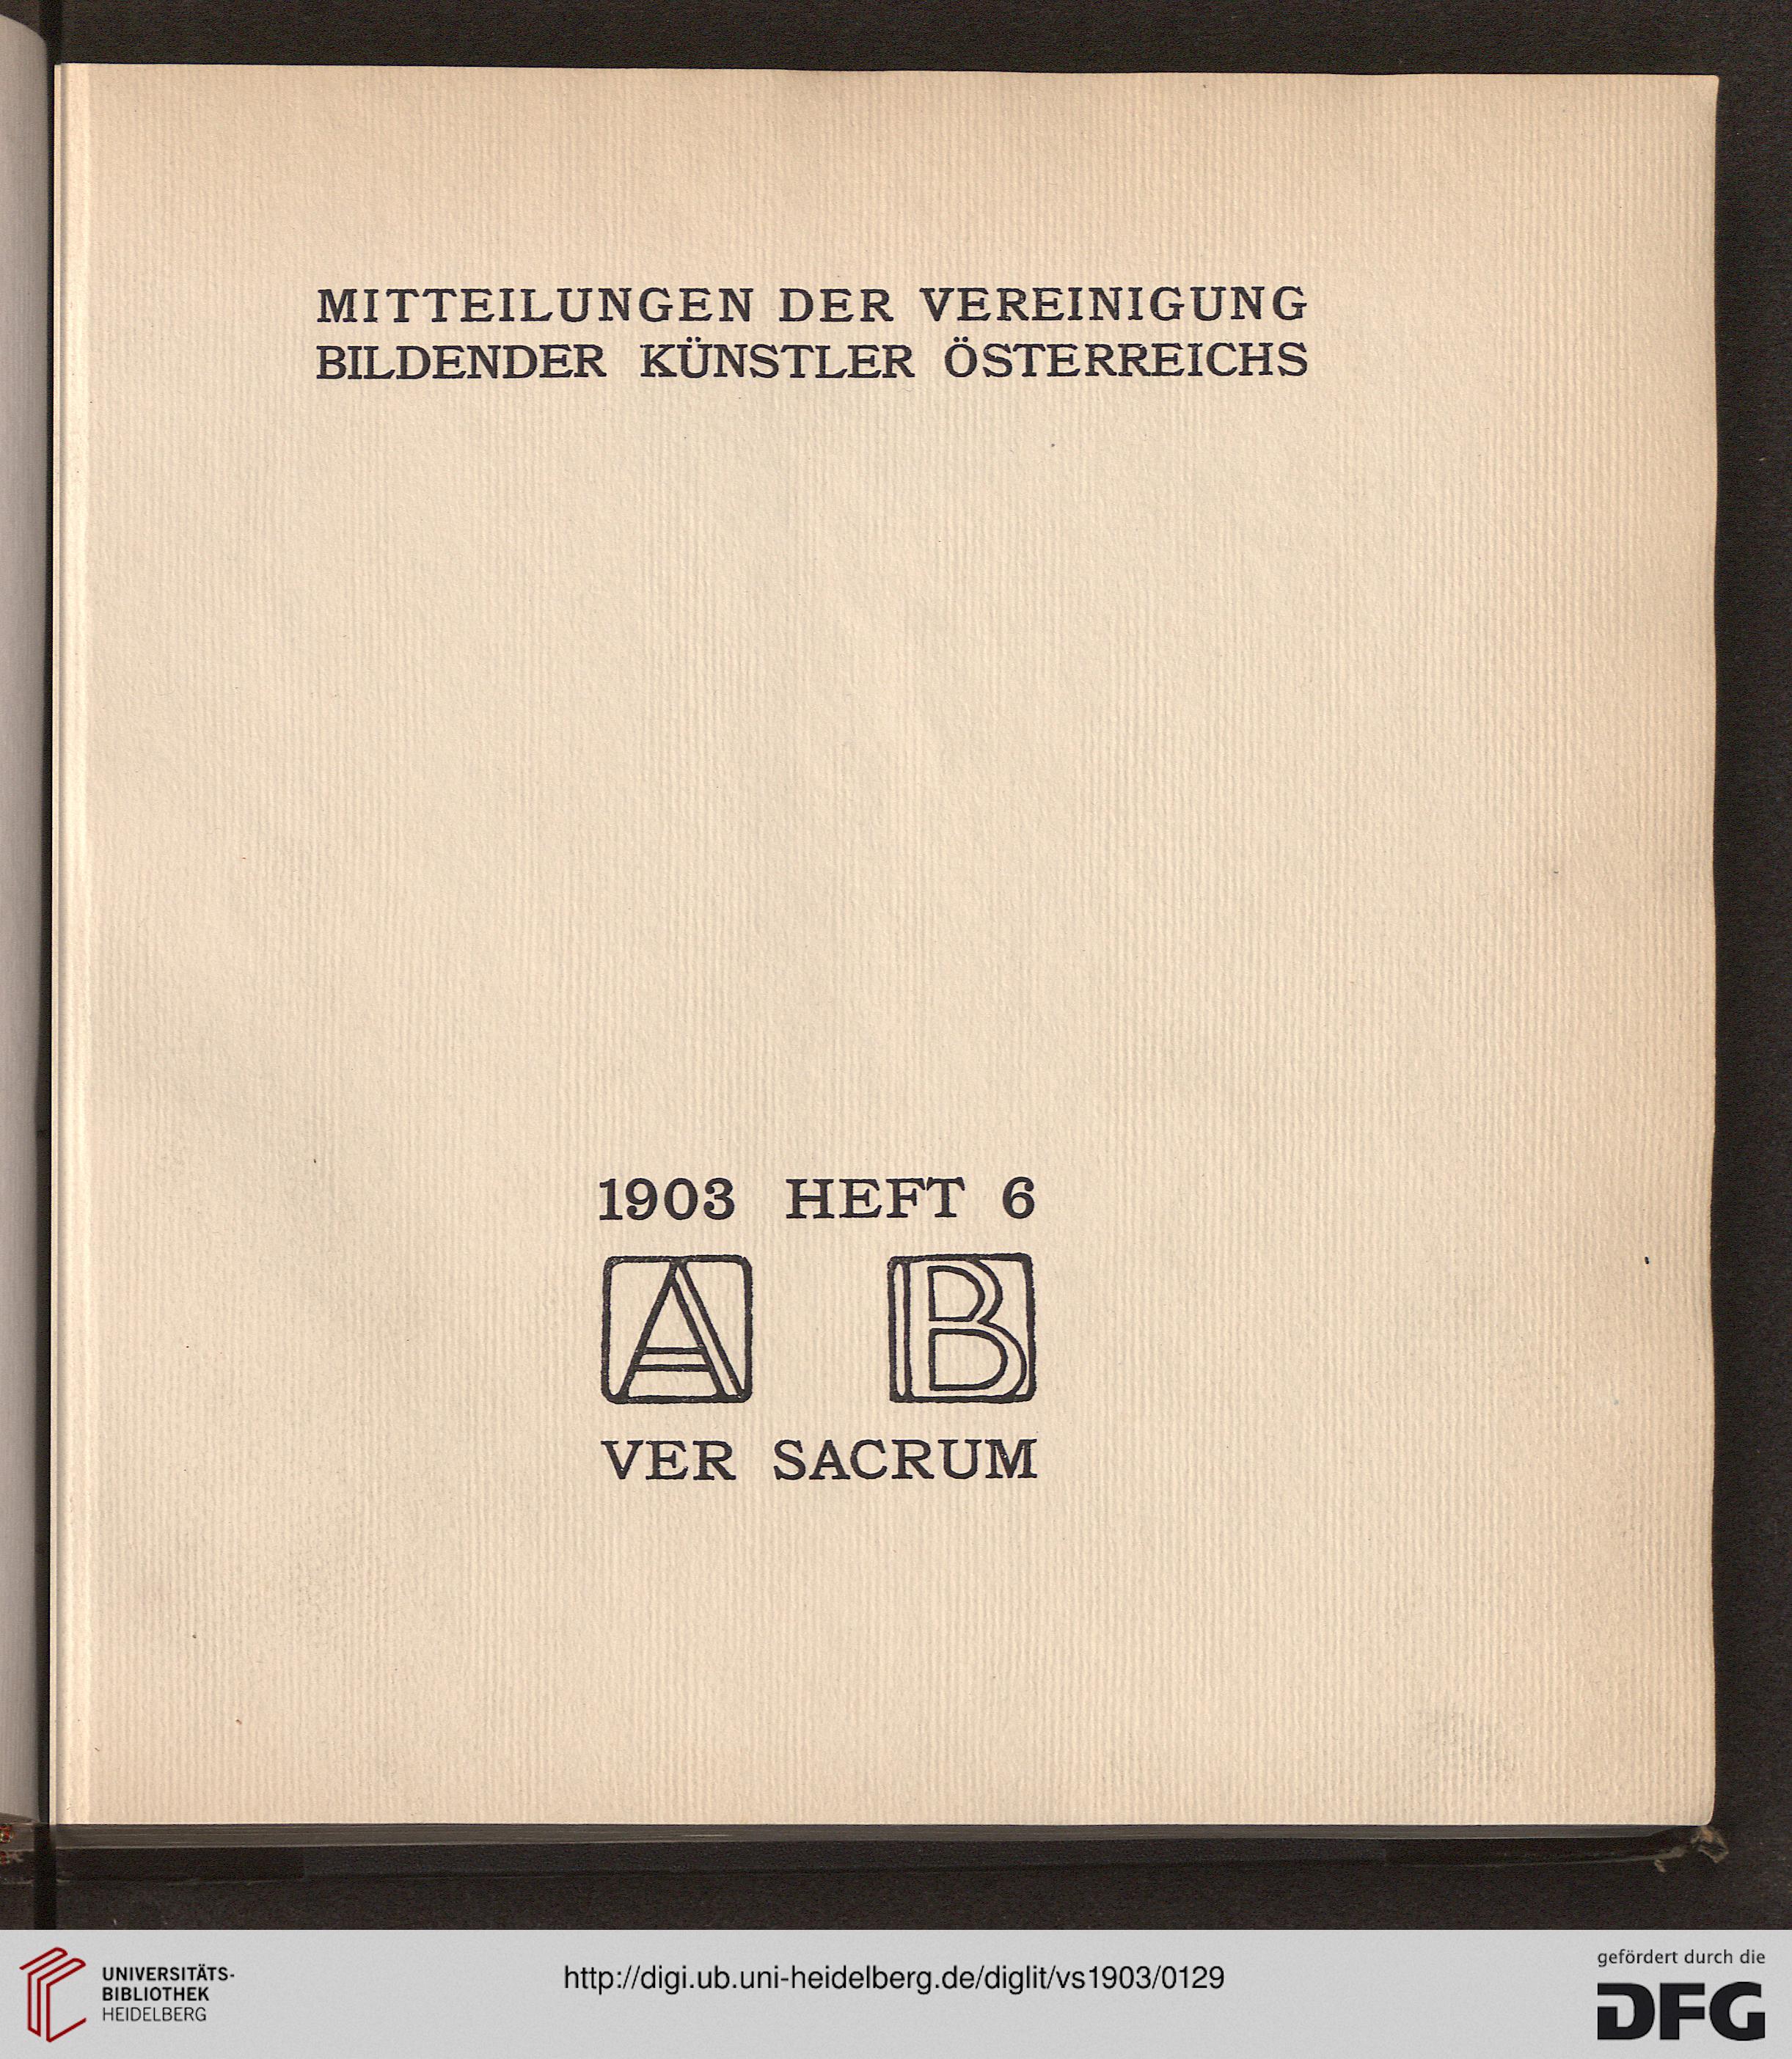 MITTEILUNGEN DER VEREINIGUNG
BILDENDER KÜNSTLER ÖSTERREICHS
1903 HEFT 6
A B
VER SACRUM
UNIVERSITÄTS-
BIBLIOTHEK
HEIDELBERG
http://digi.ub.uni-heidelberg.de/diglit/vs1903/0129
gefördert durch die
DFG